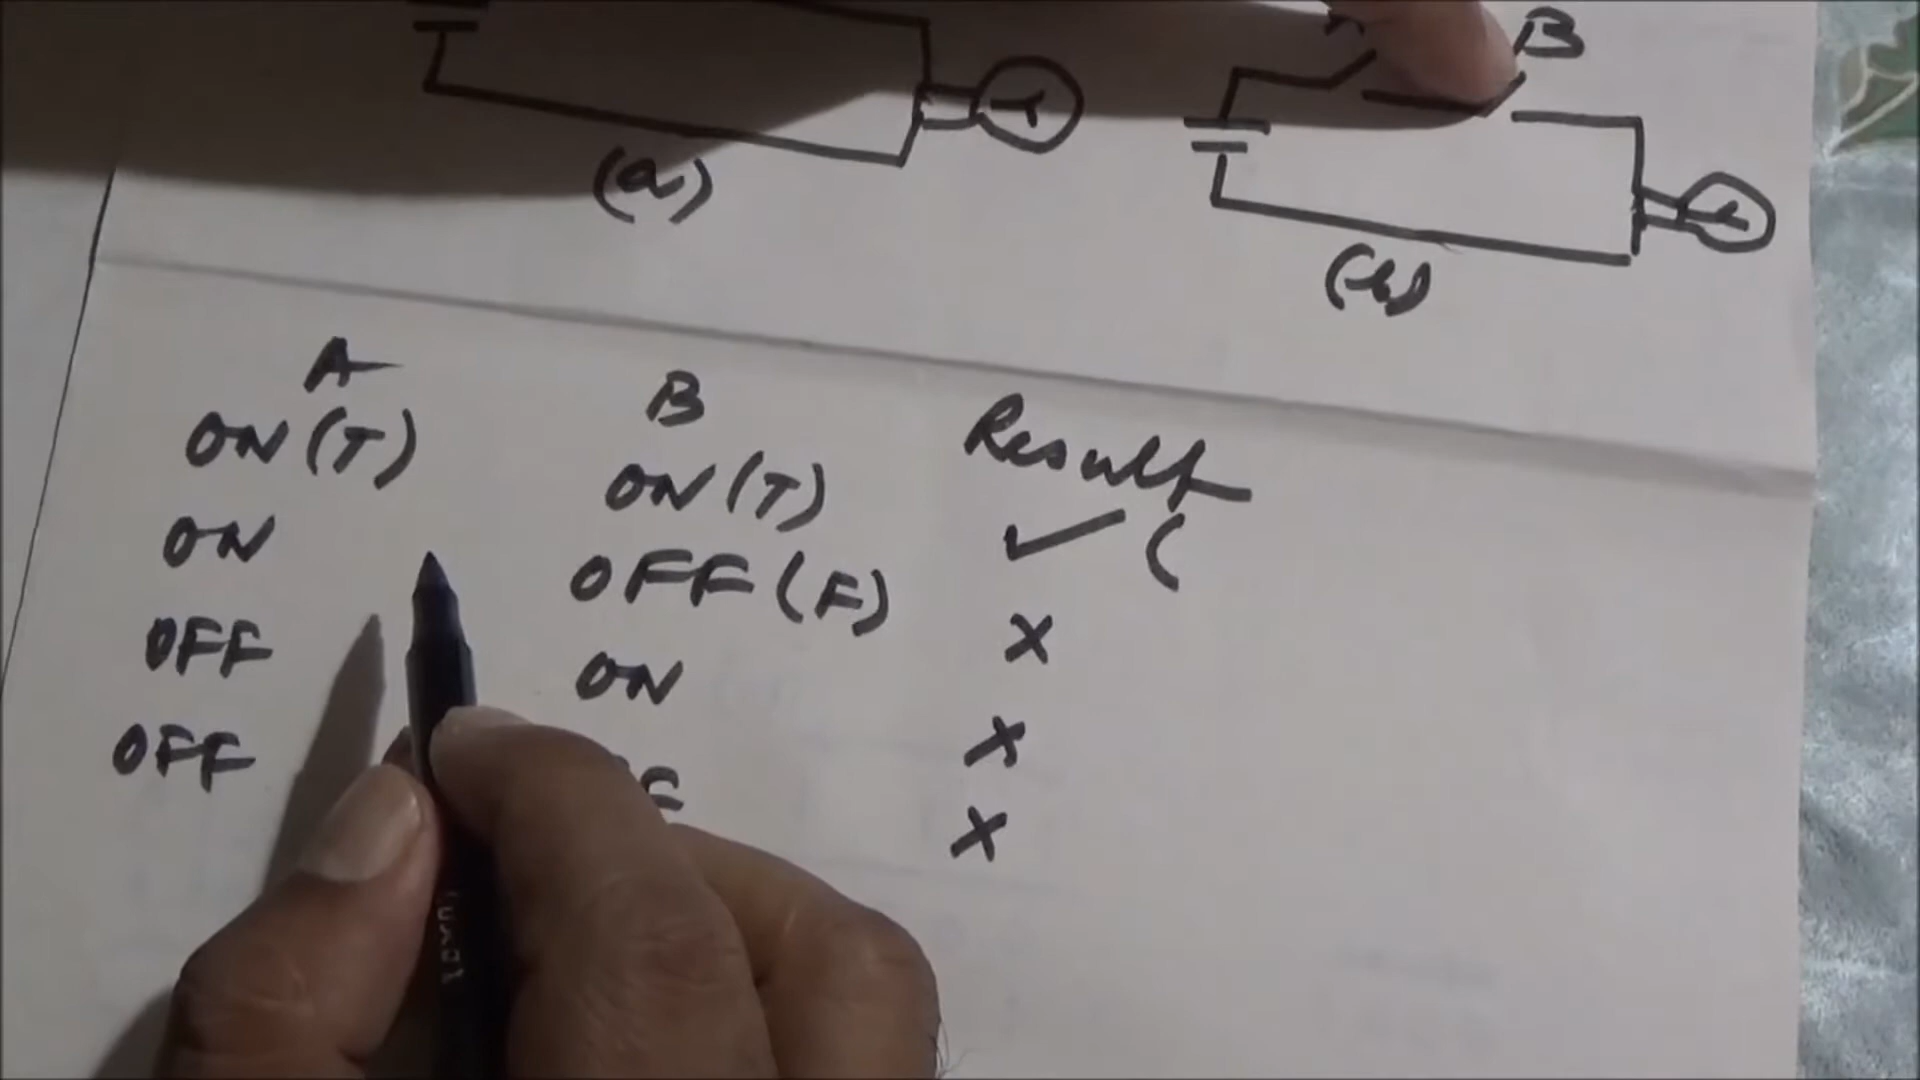 B
(a)
(b)
A B Result
ON (T) ON (T) ✓ (
ON OFF (F) x
OFF ON x
OFF F x